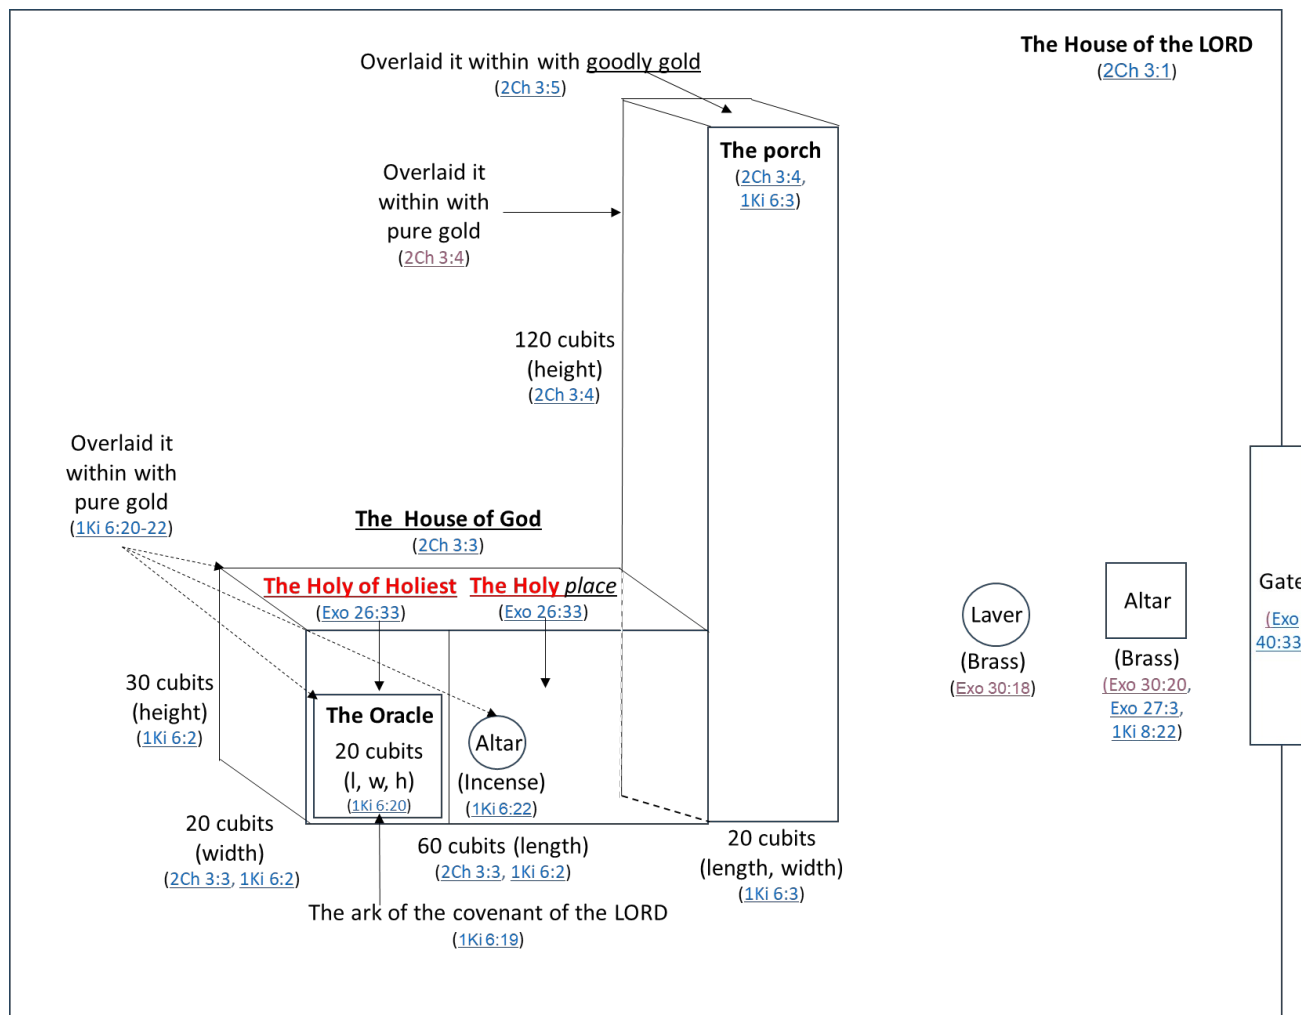 The House of the LORD
(2Ch 3:1)
Overlaid it within with goodly gold
(2Ch 3:5)
The porch
(2Ch 3:4,
1Ki 6:3)
Overlaid it
within with
pure gold
(2Ch 3:4)
120 cubits
(height)
(2Ch 3:4)
Overlaid it
within with
pure gold
(1Ki 6:20-22)
The House of God
(2Ch 3:3)
The Holy of Holiest
(Exo 26:33)
The Holy place
(Exo 26:33)
30 cubits
(height)
(1Ki 6:2)
The Oracle
20 cubits
(l, w, h)
(1Ki 6:20)
Altar
(Incense)
(1Ki 6:22)
20 cubits
(width)
(2Ch 3:3, 1Ki 6:2)
60 cubits (length)
(2Ch 3:3, 1Ki 6:2)
20 cubits
(length, width)
(1Ki 6:3)
The ark of the covenant of the LORD
(1Ki 6:19)
Laver
(Brass)
(Exo 30:18)
Altar
(Brass)
(Exo 30:20,
Exo 27:3,
1Ki 8:22)
Gate
(Exo
40:33